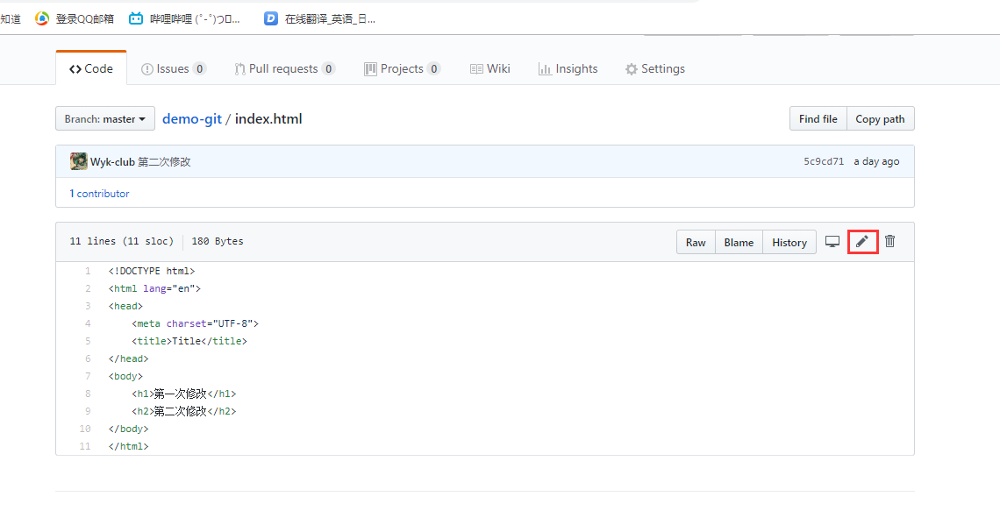 知道 登录QQ邮箱 哔哩哔哩 (゜-゜)つロ... D 在线翻译_英语_日...
Code Issues 0 Pull requests 0 Projects 0 Wiki Insights Settings
Branch: master demo-git / index.html Find file Copy path
Wyk-club 第二次修改 5c9cd71 a day ago
1 contributor
11 lines (11 sloc) 180 Bytes Raw Blame History
1 <!DOCTYPE html>
2 <html lang="en">
3 <head>
4 <meta charset="UTF-8">
5 <title>Title</title>
6 </head>
7 <body>
8 <h1>第一次修改</h1>
9 <h2>第二次修改</h2>
10 </body>
11 </html>